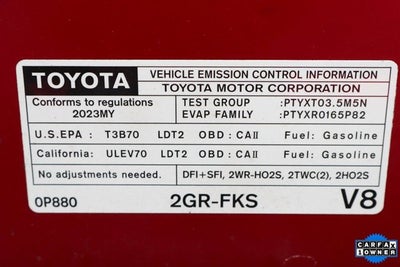 TOYOTA
VEHICLE EMISSION CONTROL INFORMATION
TOYOTA MOTOR CORPORATION
Conforms to regulations
2023MY
TEST GROUP :PTYXT03.5M5N
EVAP FAMILY :PTYXR0165P82
U.S.EPA : T3B70 LDT2 OBD : CAII Fuel: Gasoline
California: ULEV70 LDT2 OBD : CAII Fuel: Gasoline
No adjustments needed.
DFI+SFI, 2WR-HO2S, 2TWC(2), 2HO2S
0P880 2GR-FKS V8
CARFAX
1 OWNER